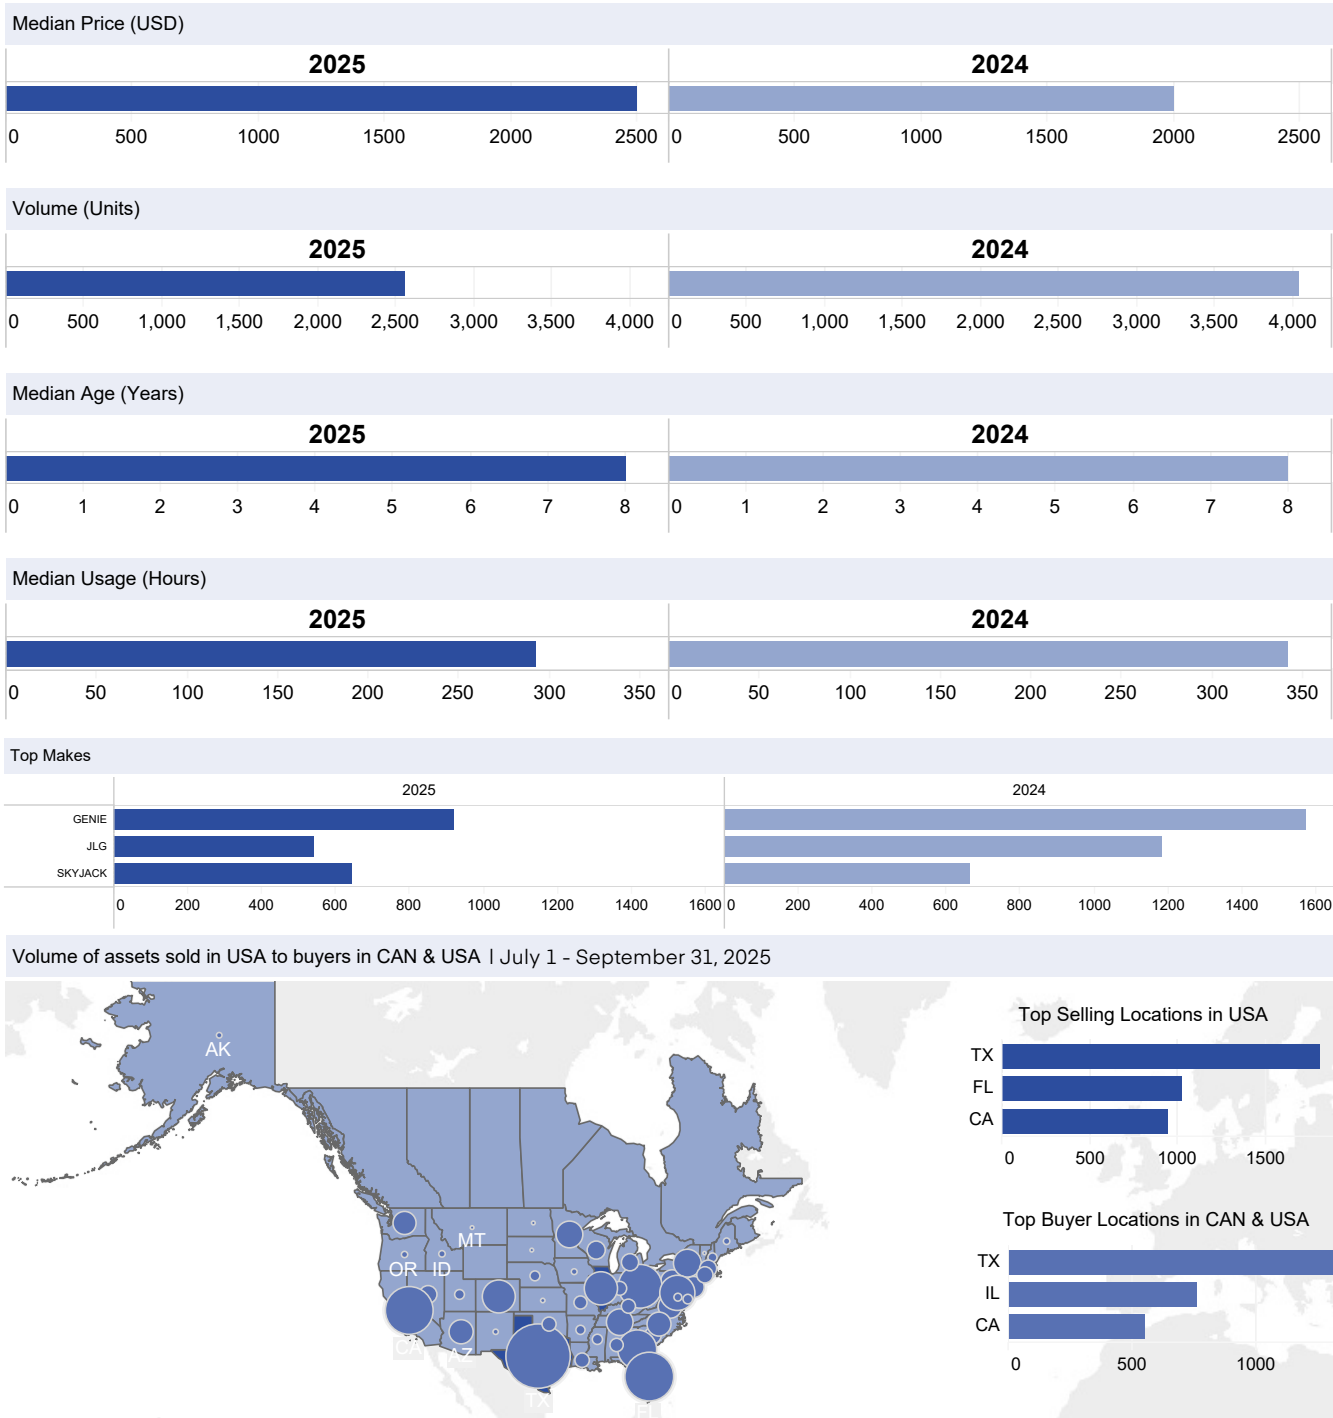 Median Price (USD)
2025 2024
0 500 1000 1500 2000 2500 0 500 1000 1500 2000 2500
Volume (Units)
2025 2024
0 500 1,000 1,500 2,000 2,500 3,000 3,500 4,000 0 500 1,000 1,500 2,000 2,500 3,000 3,500 4,000
Median Age (Years)
2025 2024
0 1 2 3 4 5 6 7 8 0 1 2 3 4 5 6 7 8
Median Usage (Hours)
2025 2024
0 50 100 150 200 250 300 350 0 50 100 150 200 250 300 350
Top Makes
2025 2024
GENIE
JLG
SKYJACK
0 200 400 600 800 1000 1200 1400 1600 0 200 400 600 800 1000 1200 1400 1600
Volume of assets sold in USA to buyers in CAN & USA | July 1 - September 31, 2025
AK
MT
OR ID
CA
AZ
TX
FL
Top Selling Locations in USA
TX
FL
CA
0 500 1000 1500
Top Buyer Locations in CAN & USA
TX
IL
CA
0 500 1000